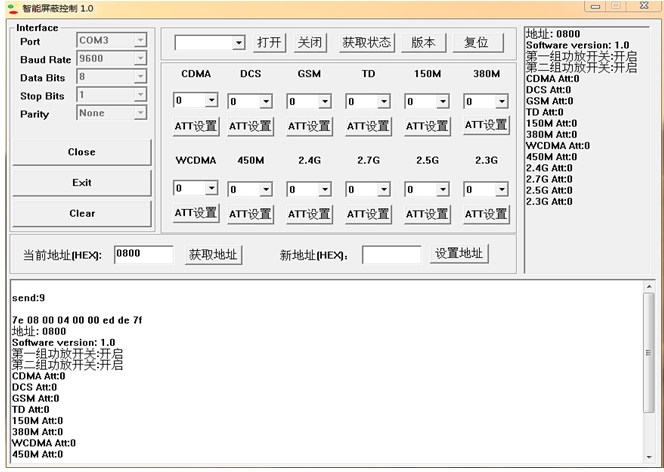 智能屏蔽控制 1.0
Interface
Port COM3
Baud Rate 9600
Data Bits 8
Stop Bits 1
Parity None
Close
Exit
Clear
打开 关闭 获取状态 版本 复位
CDMA DCS GSM TD 150M 380M
0 0 0 0 0 0
ATT设置 ATT设置 ATT设置 ATT设置 ATT设置 ATT设置
WCDMA 450M 2.4G 2.7G 2.5G 2.3G
0 0 0 0 0 0
ATT设置 ATT设置 ATT设置 ATT设置 ATT设置 ATT设置
当前地址(HEX): 0800 获取地址 新地址(HEX): 设置地址
地址: 0800
Software version: 1.0
第一组功放开关:开启
第二组功放开关:开启
CDMA Att:0
DCS Att:0
GSM Att:0
TD Att:0
150M Att:0
380M Att:0
WCDMA Att:0
450M Att:0
2.4G Att:0
2.7G Att:0
2.5G Att:0
2.3G Att:0
send:9
7e 08 00 04 00 00 ed de 7f
地址: 0800
Software version: 1.0
第一组功放开关:开启
第二组功放开关:开启
CDMA Att:0
DCS Att:0
GSM Att:0
TD Att:0
150M Att:0
380M Att:0
WCDMA Att:0
450M Att:0